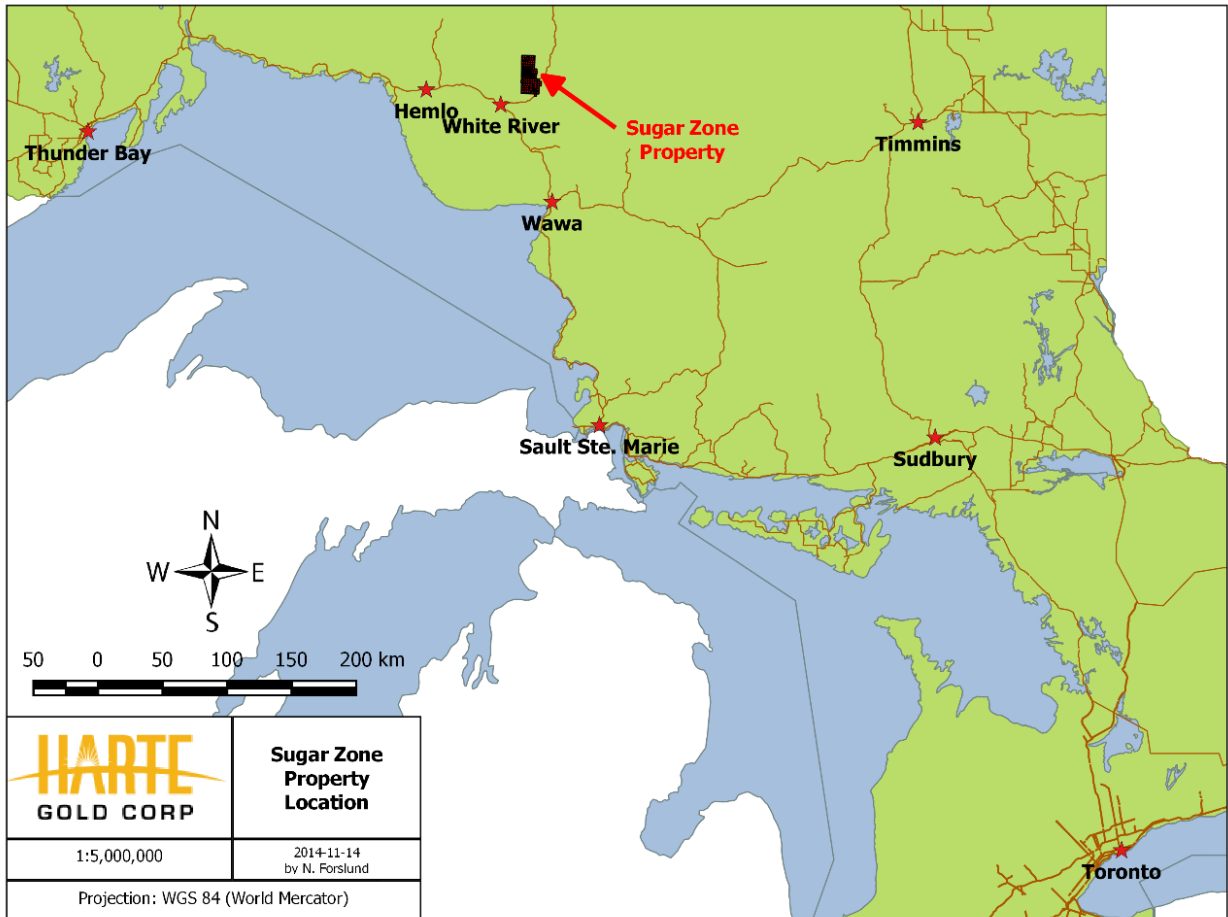 Hemlo
White River
Thunder Bay
Sugar Zone
Property
Timmins
Wawa
Sault Ste. Marie
Sudbury
N
W E
S
50 0 50 100 150 200 km
HARTE
GOLD CORP
Sugar Zone
Property
Location
1:5,000,000
2014-11-14
by N. Forslund
Projection: WGS 84 (World Mercator)
Toronto